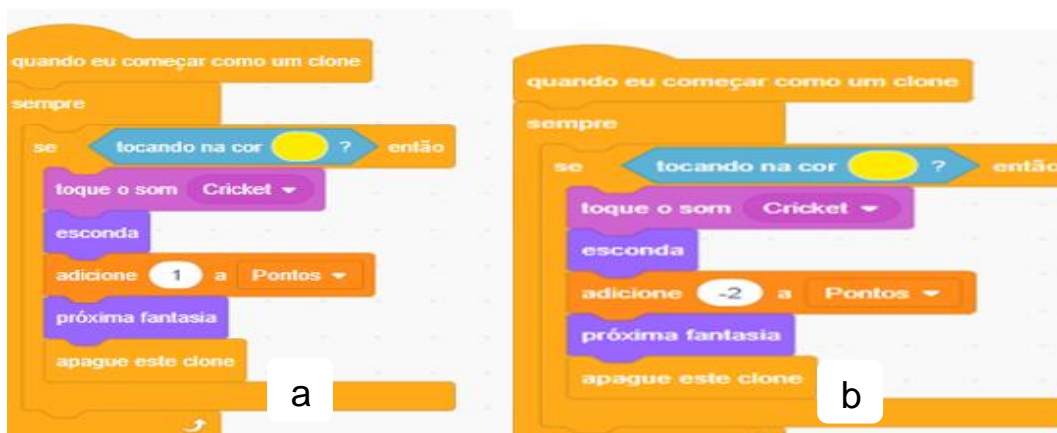 quando eu começar como um clone
sempre
se tocando na cor ? então
toque o som Cricket
esconda
adicione 1 a Pontos
próxima fantasia
apague este clone
a
quando eu começar como um clone
sempre
se tocando na cor ? então
toque o som Cricket
esconda
adicione -2 a Pontos
próxima fantasia
apague este clone
b